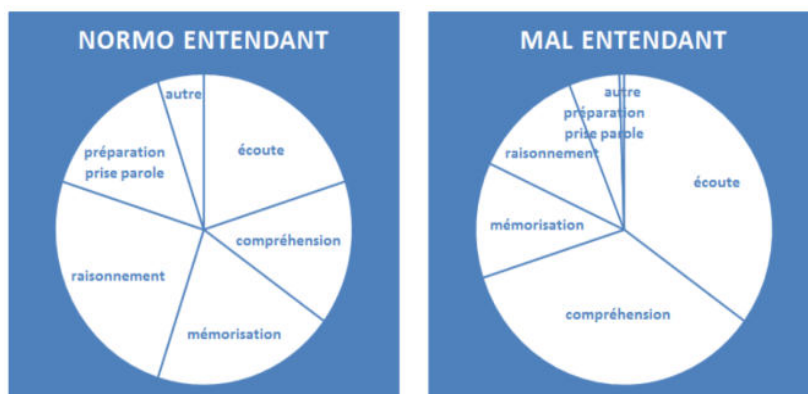 NORMO ENTENDANT
autre
écoute
préparation
prise parole
compréhension
raisonnement
mémorisation
MAL ENTENDANT
autre
préparation
prise parole
raisonnement
écoute
mémorisation
compréhension